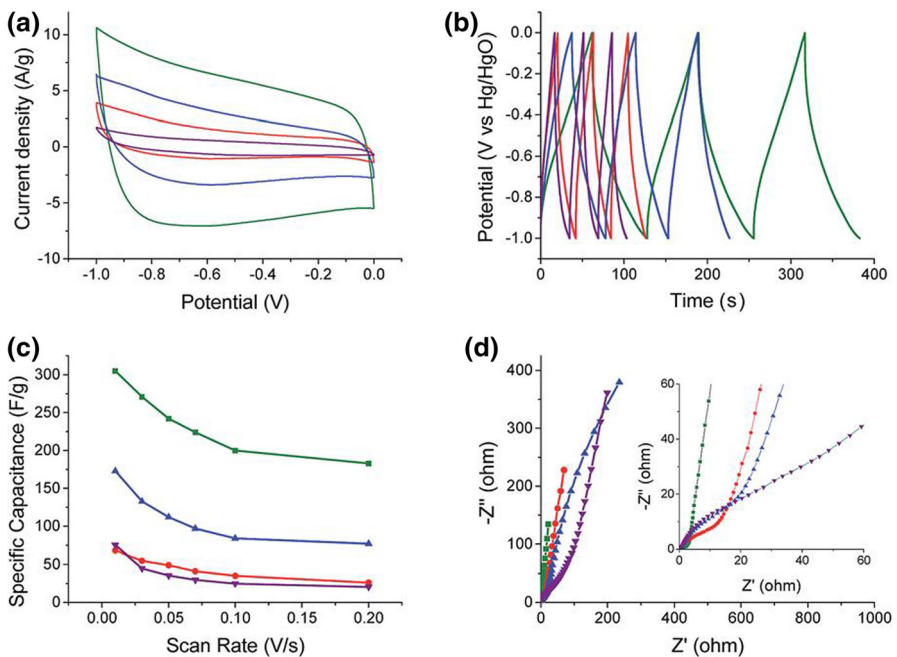 (a)
Current density (A/g)
10
5
0
-5
-10
-1.0 -0.8 -0.6 -0.4 -0.2 0.0
Potential (V)
(b)
Potential (V vs Hg/HgO)
0.0
-0.2
-0.4
-0.6
-0.8
-1.0
0 100 200 300 400
Time (s)
(c)
Specific Capacitance (F/g)
300
250
200
150
100
50
0
0.00 0.05 0.10 0.15 0.20
Scan Rate (V/s)
(d)
-Z" (ohm)
400
300
200
100
0
0 200 400 600 800 1000
Z' (ohm)
-Z" (ohm)
60
40
20
0
0 20 40 60
Z' (ohm)